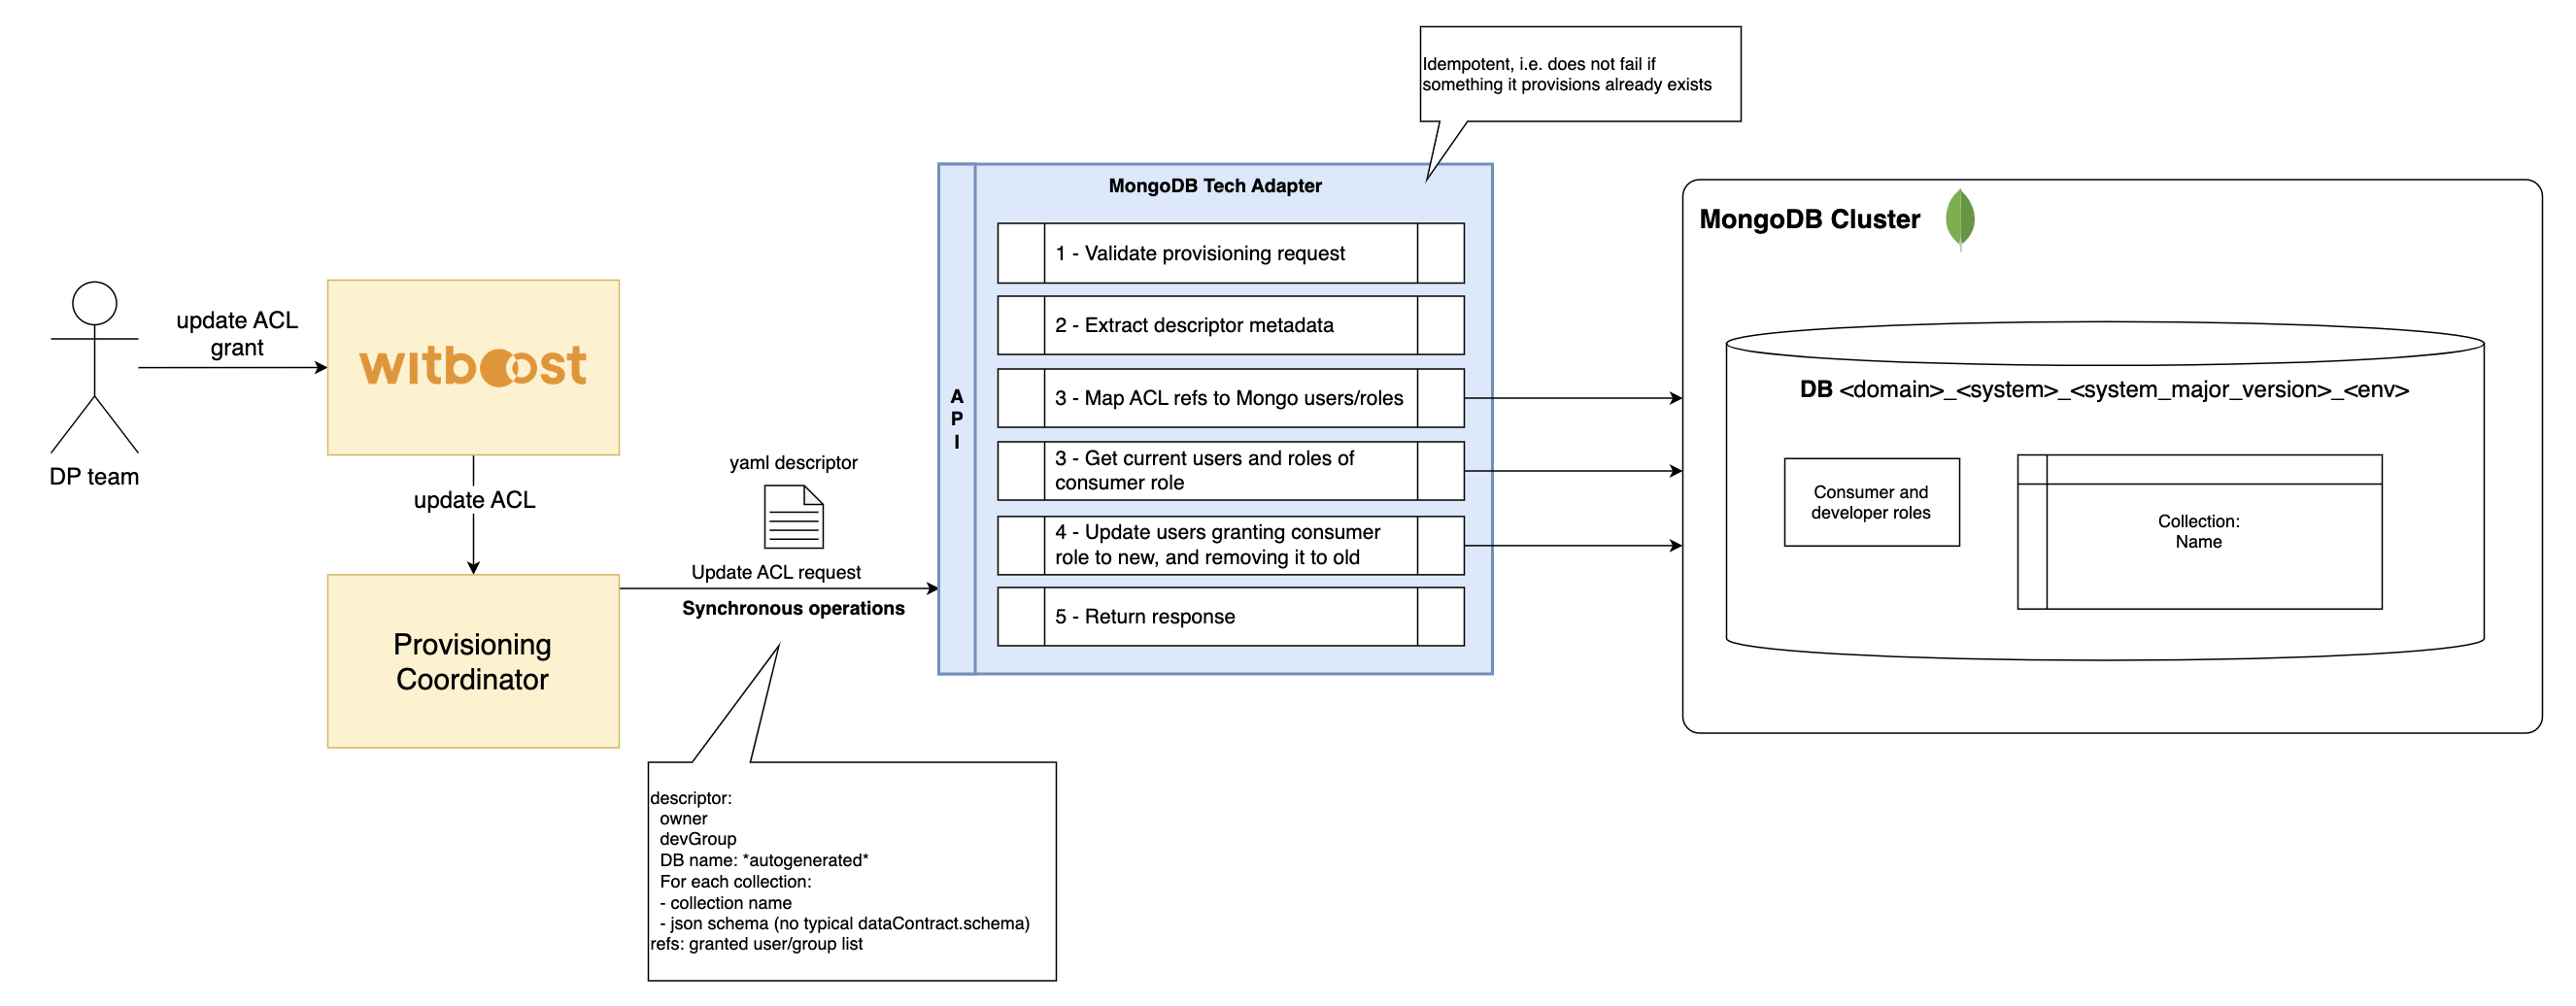 Idempotent, i.e. does not fail if
something it provisions already exists
MongoDB Tech Adapter
API
1 - Validate provisioning request
2 - Extract descriptor metadata
3 - Map ACL refs to Mongo users/roles
3 - Get current users and roles of
consumer role
4 - Update users granting consumer
role to new, and removing it to old
5 - Return response
MongoDB Cluster
DB <domain>_<system>_<system_major_version>_<env>
Consumer and
developer roles
Collection:
Name
DP team
update ACL
grant
witboost
update ACL
Provisioning
Coordinator
yaml descriptor
Update ACL request
Synchronous operations
descriptor:
owner
devGroup
DB name: *autogenerated*
For each collection:
- collection name
- json schema (no typical dataContract.schema)
refs: granted user/group list